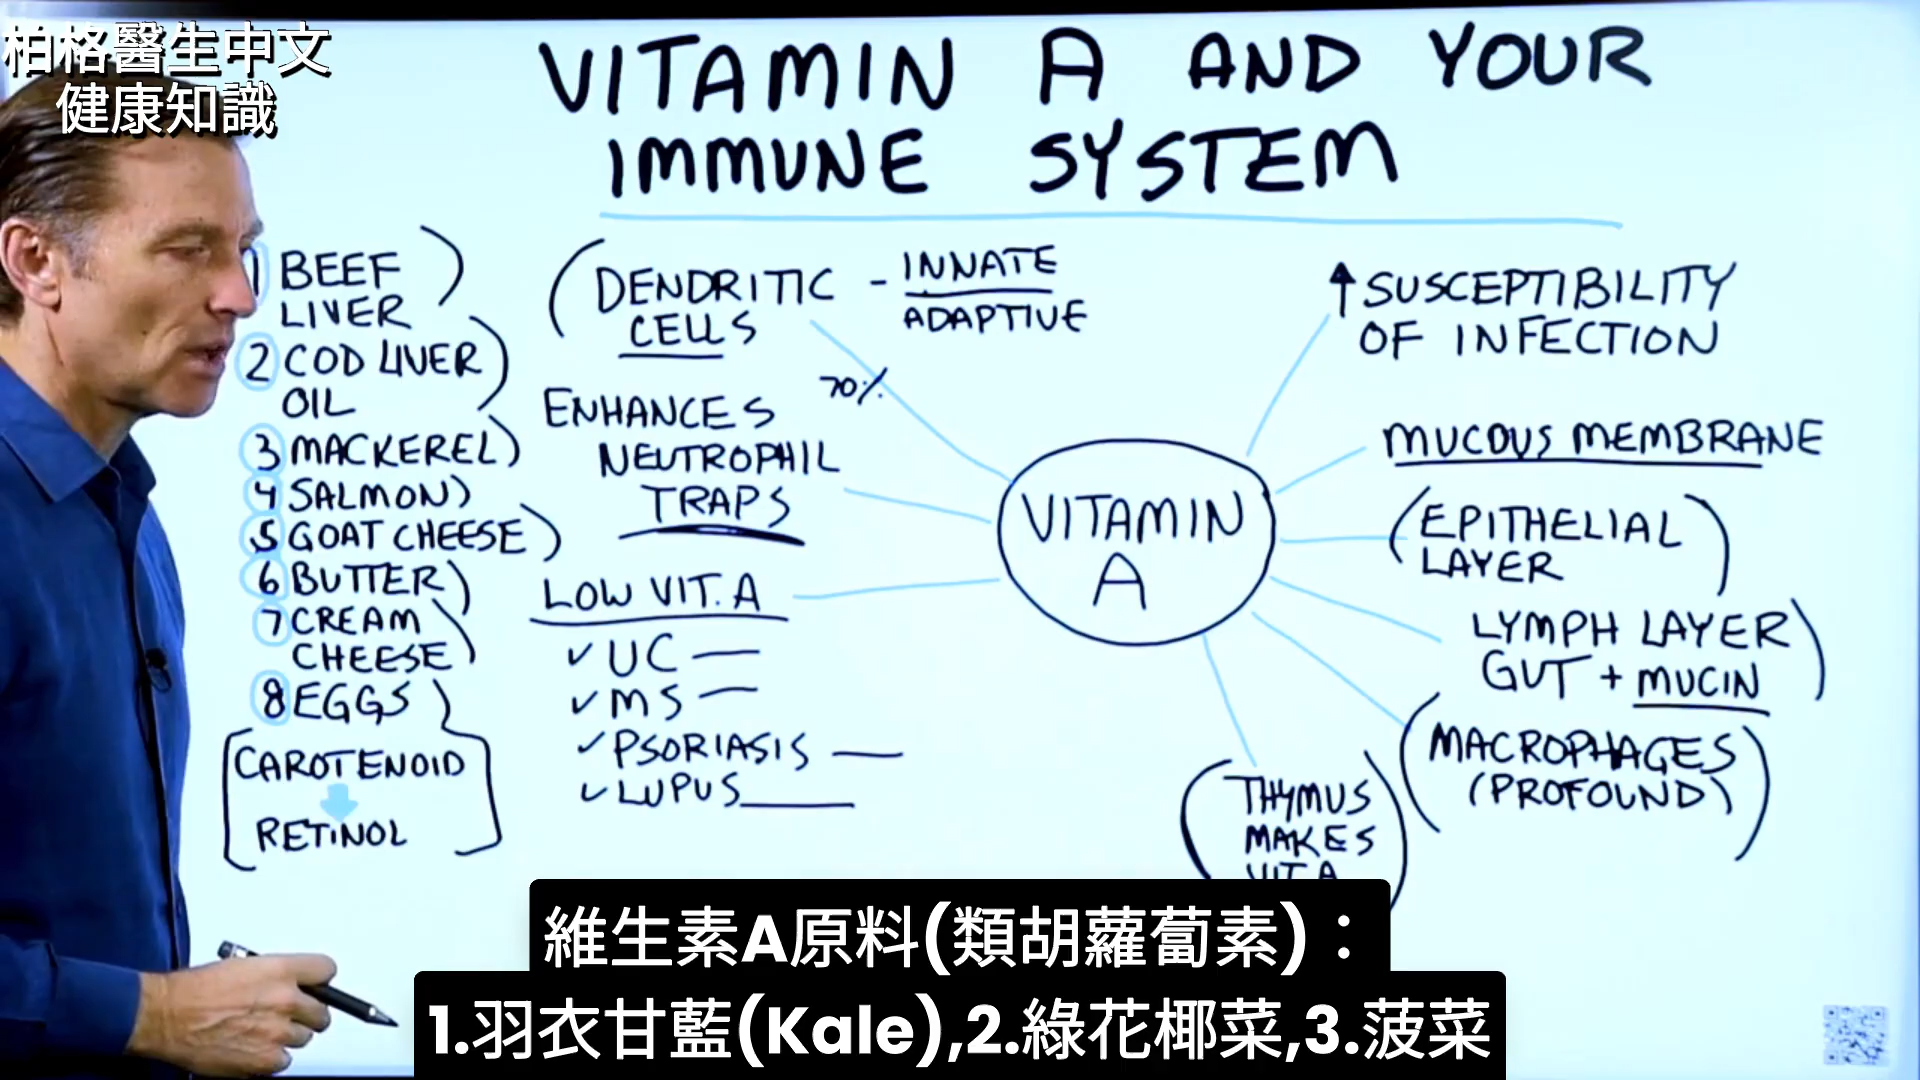 柏格醫生中文
健康知識
VITAMIN A AND YOUR
IMMUNE SYSTEM
1 BEEF
LIVER
2 COD LIVER
OIL
3 MACKEREL
4 SALMON
5 GOAT CHEESE
6 BUTTER
7 CREAM
CHEESE
8 EGGS
CAROTENOID
RETINOL
DENDRITIC - INNATE
CELLS ADAPTIVE
70%
ENHANCES
NEUTROPHIL
TRAPS
LOW VIT. A
✓ UC —
✓ MS —
✓ PSORIASIS —
✓ LUPUS —
VITAMIN
A
↑ SUSCEPTIBILITY
OF INFECTION
MUCOUS MEMBRANE
(EPITHELIAL
LAYER)
LYMPH LAYER
GUT + MUCIN
MACROPHAGES
(PROFOUND)
THYMUS
MAKES
VIT A
維生素A原料(類胡蘿蔔素)：
1.羽衣甘藍(Kale),2.綠花椰菜,3.菠菜